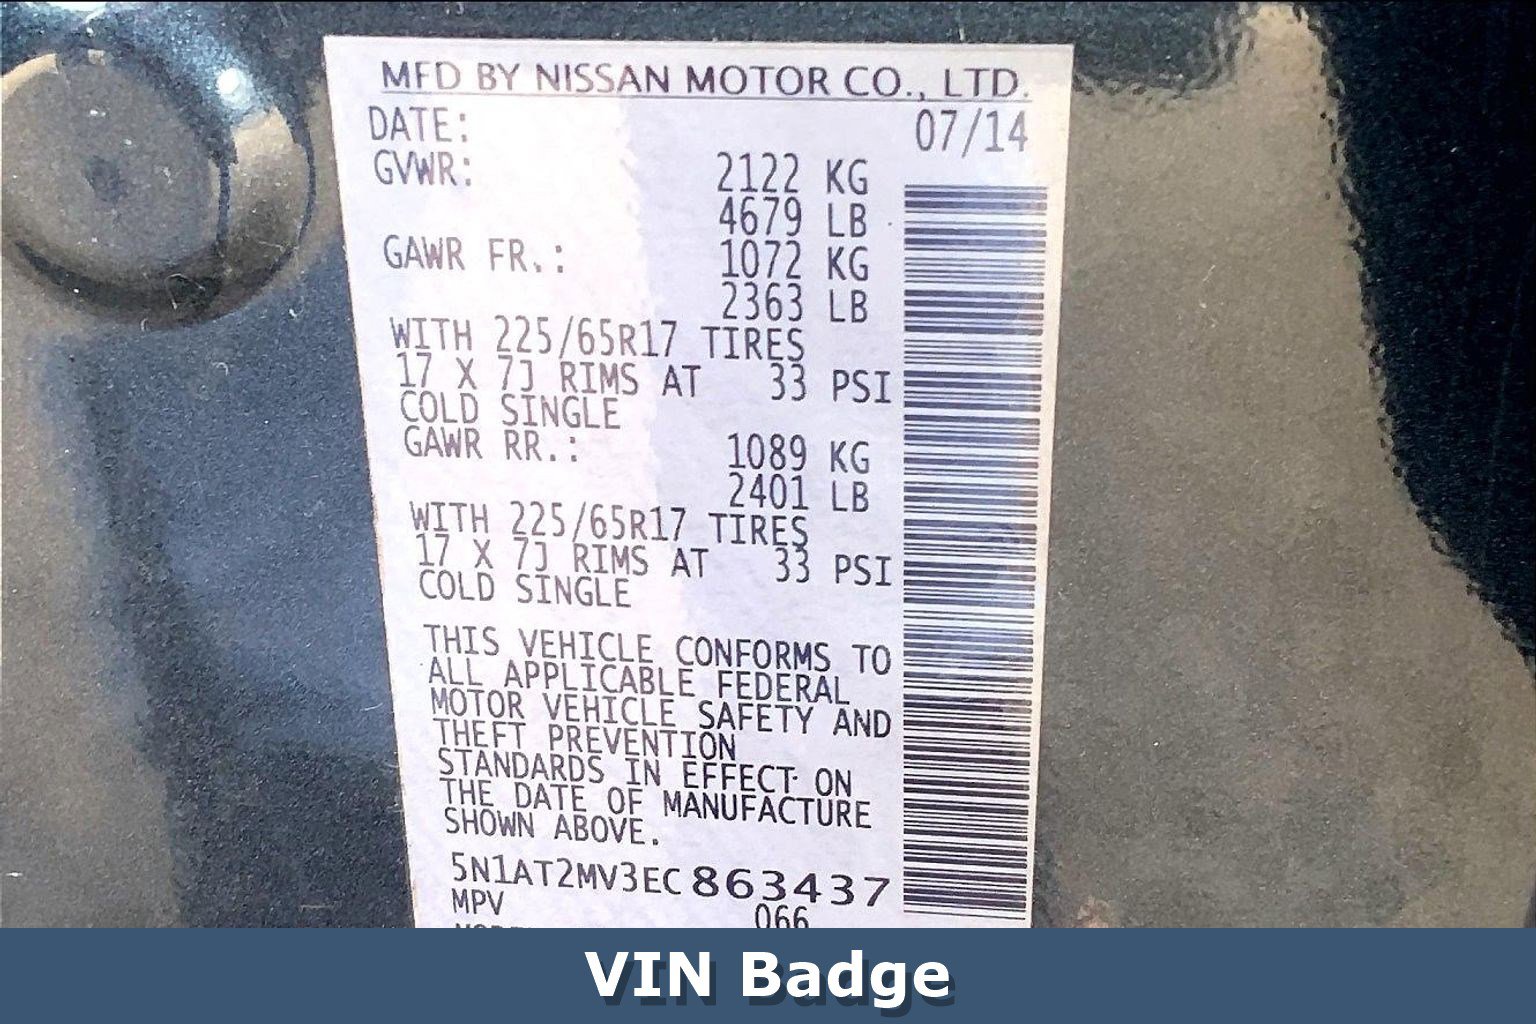 MFD BY NISSAN MOTOR CO., LTD.
DATE: 07/14
GVWR: 2122 KG
4679 LB
GAWR FR.: 1072 KG
2363 LB
WITH 225/65R17 TIRES
17 X 7J RIMS AT 33 PSI
COLD SINGLE
GAWR RR.: 1089 KG
2401 LB
WITH 225/65R17 TIRES
17 X 7J RIMS AT 33 PSI
COLD SINGLE
THIS VEHICLE CONFORMS TO
ALL APPLICABLE FEDERAL
MOTOR VEHICLE SAFETY AND
THEFT PREVENTION
STANDARDS IN EFFECT ON
THE DATE OF MANUFACTURE
SHOWN ABOVE.
5N1AT2MV3EC863437
MPV 066
VIN Badge